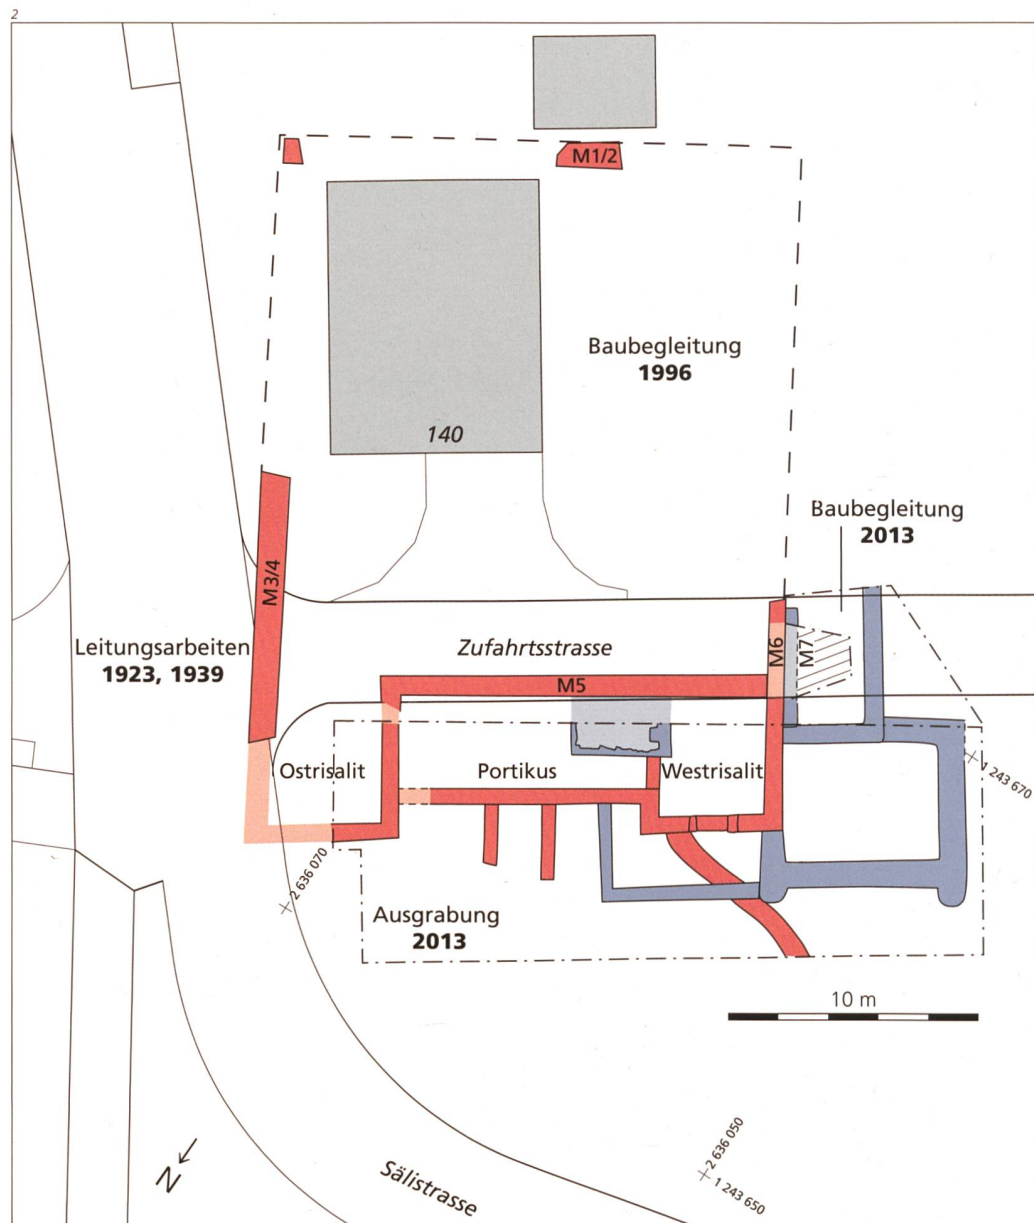 2
M1/2
Baubegleitung
1996
140
Baubegleitung
2013
M3/4
Leitungsarbeiten
1923, 1939
Zufahrtsstrasse
M6
M7
M5
Ostrisalit
Portikus
Westrisalit
1 243 670
2 636 070
Ausgrabung
2013
10 m
2 636 050
1 243 650
N
Sälistrasse